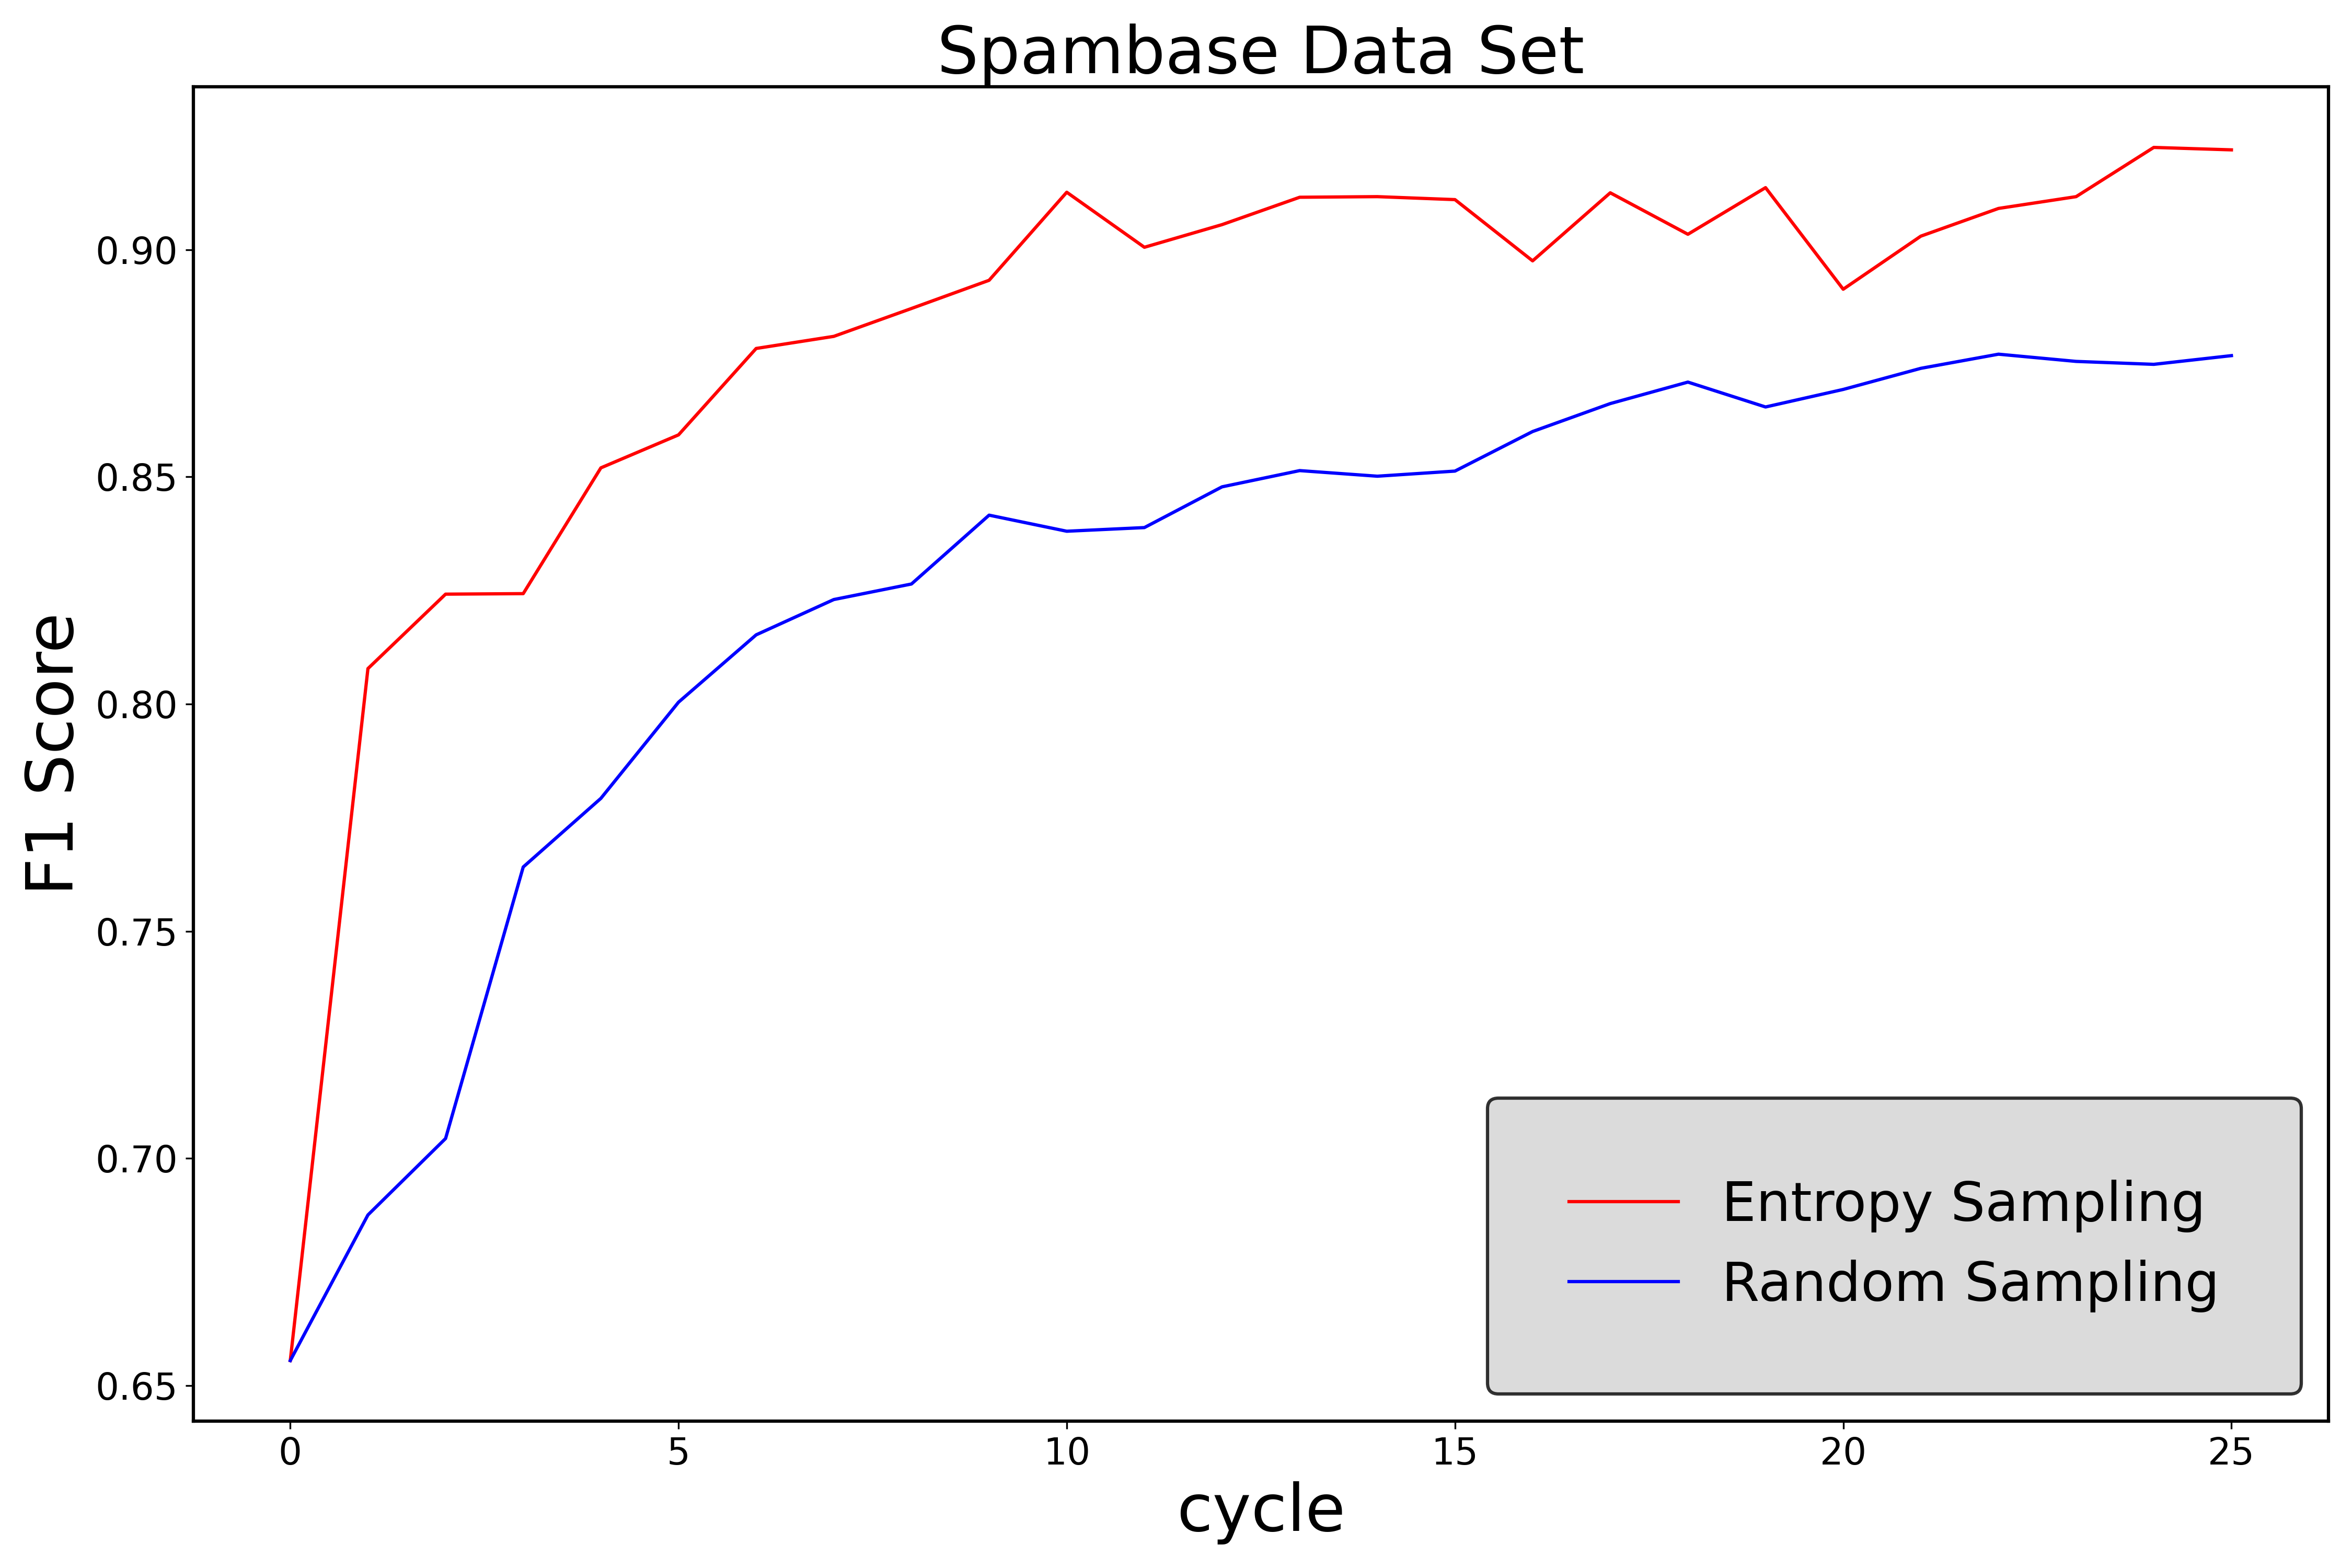 Spambase Data Set
F1 Score
0.90
0.85
0.80
0.75
0.70
0.65
Entropy Sampling
Random Sampling
0 5 10 15 20 25
cycle